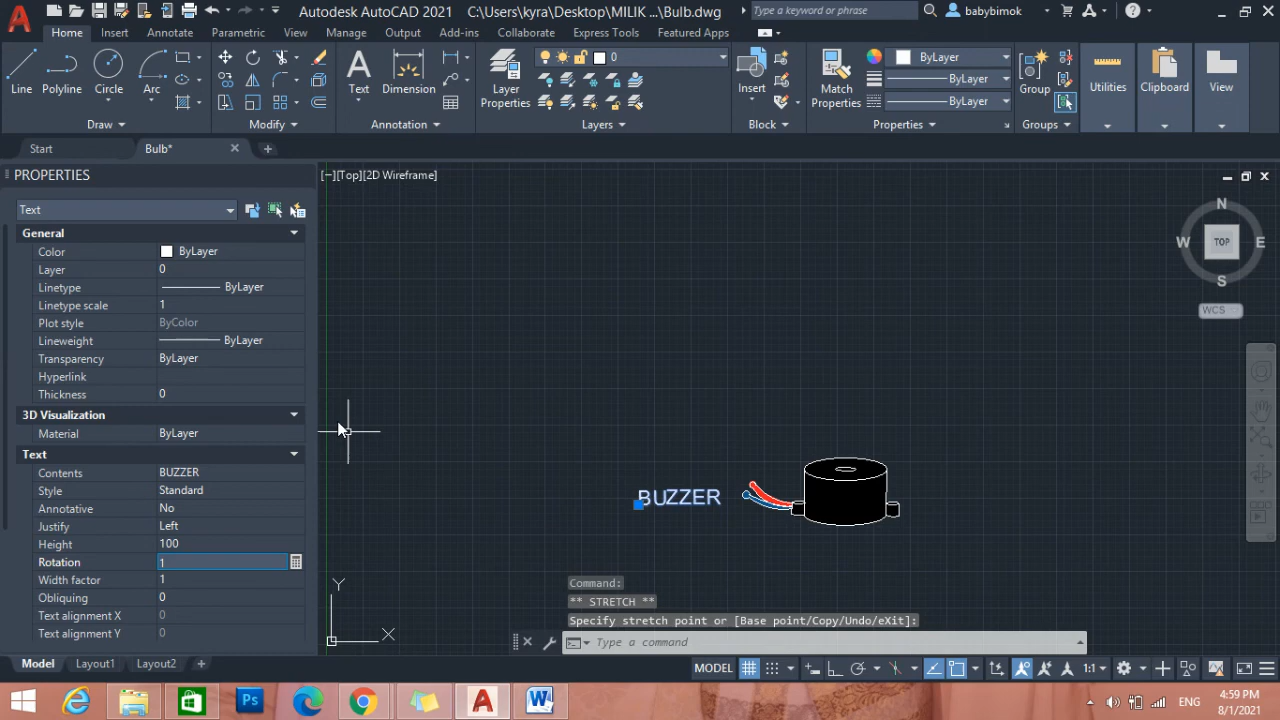 Autodesk AutoCAD 2021 C:\Users\kyra\Desktop\MILIK ...\Bulb.dwg
Type a keyword or phrase
babybimok
Home Insert Annotate Parametric View Manage Output Add-ins Collaborate Express Tools Featured Apps
Line Polyline Circle Arc
Text Dimension
Layer Properties
0
Insert
Match Properties
ByLayer
ByLayer
ByLayer
Group
Utilities Clipboard View
Draw Modify Annotation Layers Block Properties Groups
Start Bulb*
PROPERTIES
[−][Top][2D Wireframe]
Text
General
Color ByLayer
Layer 0
Linetype ByLayer
Linetype scale 1
Plot style ByColor
Lineweight ByLayer
Transparency ByLayer
Hyperlink
Thickness 0
3D Visualization
Material ByLayer
Text
Contents BUZZER
Style Standard
Annotative No
Justify Left
Height 100
Rotation 1
Width factor 1
Obliquing 0
Text alignment X 0
Text alignment Y 0
N
W TOP E
S
WCS
BUZZER
Y
X
Command:
** STRETCH **
Specify stretch point or [Base point/Copy/Undo/eXit]:
Type a command
Model Layout1 Layout2 +
MODEL 1:1
Ps
W
ENG
4:59 PM
8/1/2021